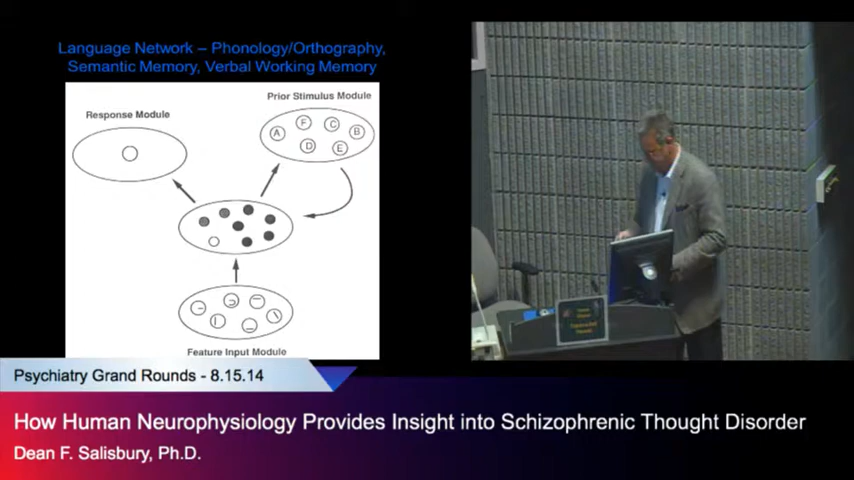 Language Network – Phonology/Orthography,
Semantic Memory, Verbal Working Memory
Prior Stimulus Module
Response Module
A
F
C
B
D
E
Feature Input Module
Psychiatry Grand Rounds - 8.15.14
How Human Neurophysiology Provides Insight into Schizophrenic Thought Disorder
Dean F. Salisbury, Ph.D.